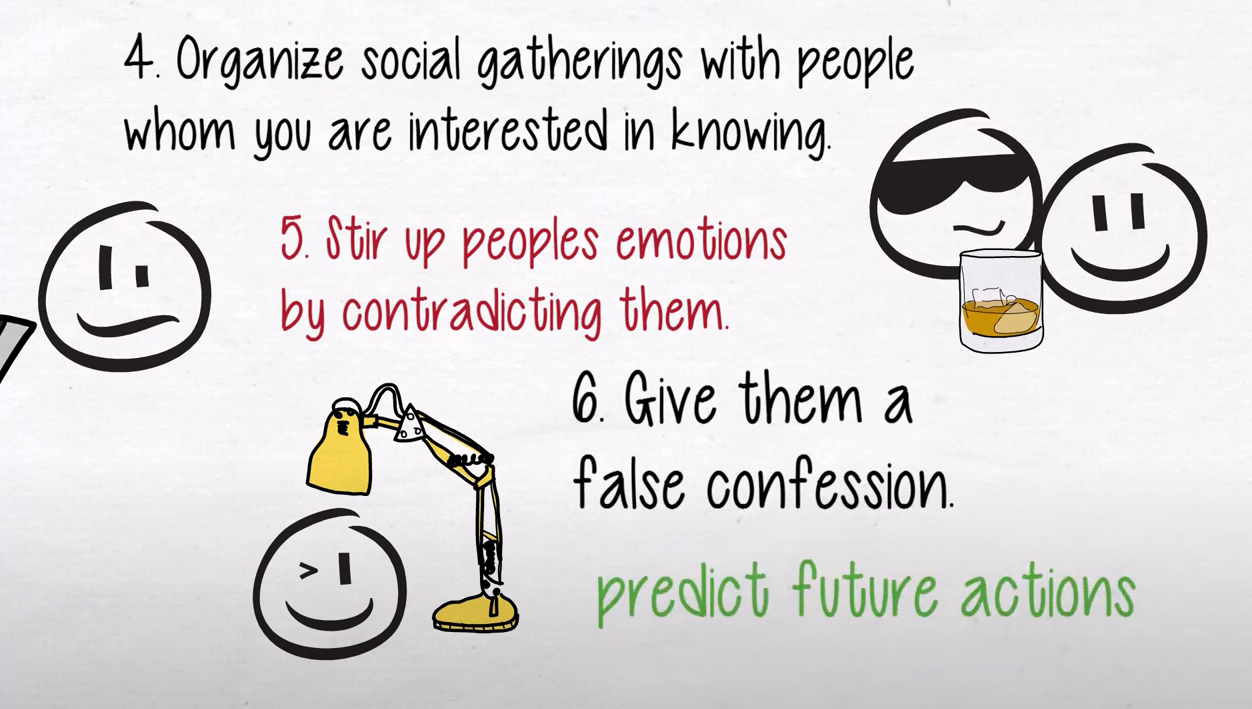 4. Organize social gatherings with people
whom you are interested in knowing.
5. Stir up peoples emotions
by contradicting them.
6. Give them a
false confession.
predict future actions